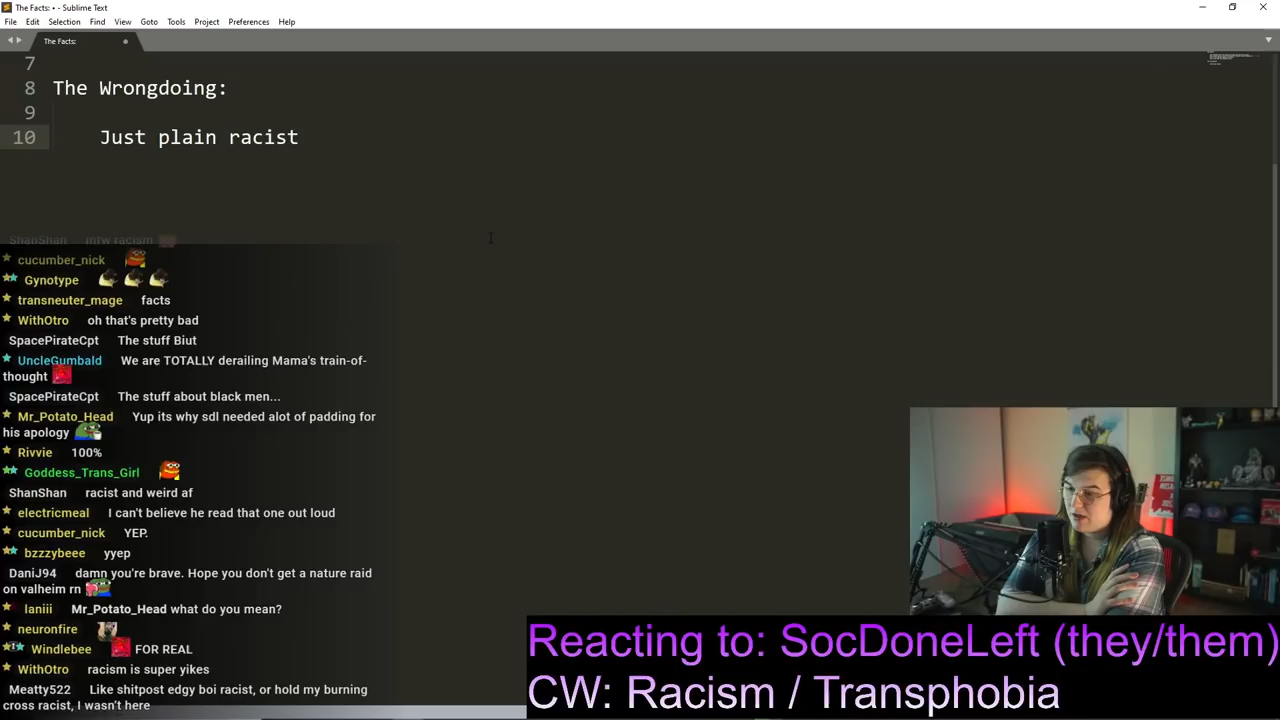 The Facts: • - Sublime Text
File Edit Selection Find View Goto Tools Project Preferences Help
The Facts:
7
8 The Wrongdoing:
9
10 Just plain racist
ShanShan mfw racism
cucumber_nick
Gynotype
transneuter_mage facts
WithOtro oh that's pretty bad
SpacePirateCpt The stuff Biut
UncleGumbald We are TOTALLY derailing Mama's train-of-
thought
SpacePirateCpt The stuff about black men...
Mr_Potato_Head Yup its why sdl needed alot of padding for
his apology
Rivvie 100%
Goddess_Trans_Girl
ShanShan racist and weird af
electricmeal I can't believe he read that one out loud
cucumber_nick YEP.
bzzzybeee yyep
DaniJ94 damn you're brave. Hope you don't get a nature raid
on valheim rn
laniii Mr_Potato_Head what do you mean?
neuronfire
Windlebee FOR REAL
WithOtro racism is super yikes
Meatty522 Like shitpost edgy boi racist, or hold my burning
cross racist, I wasn't here
Reacting to: SocDoneLeft (they/them)
CW: Racism / Transphobia